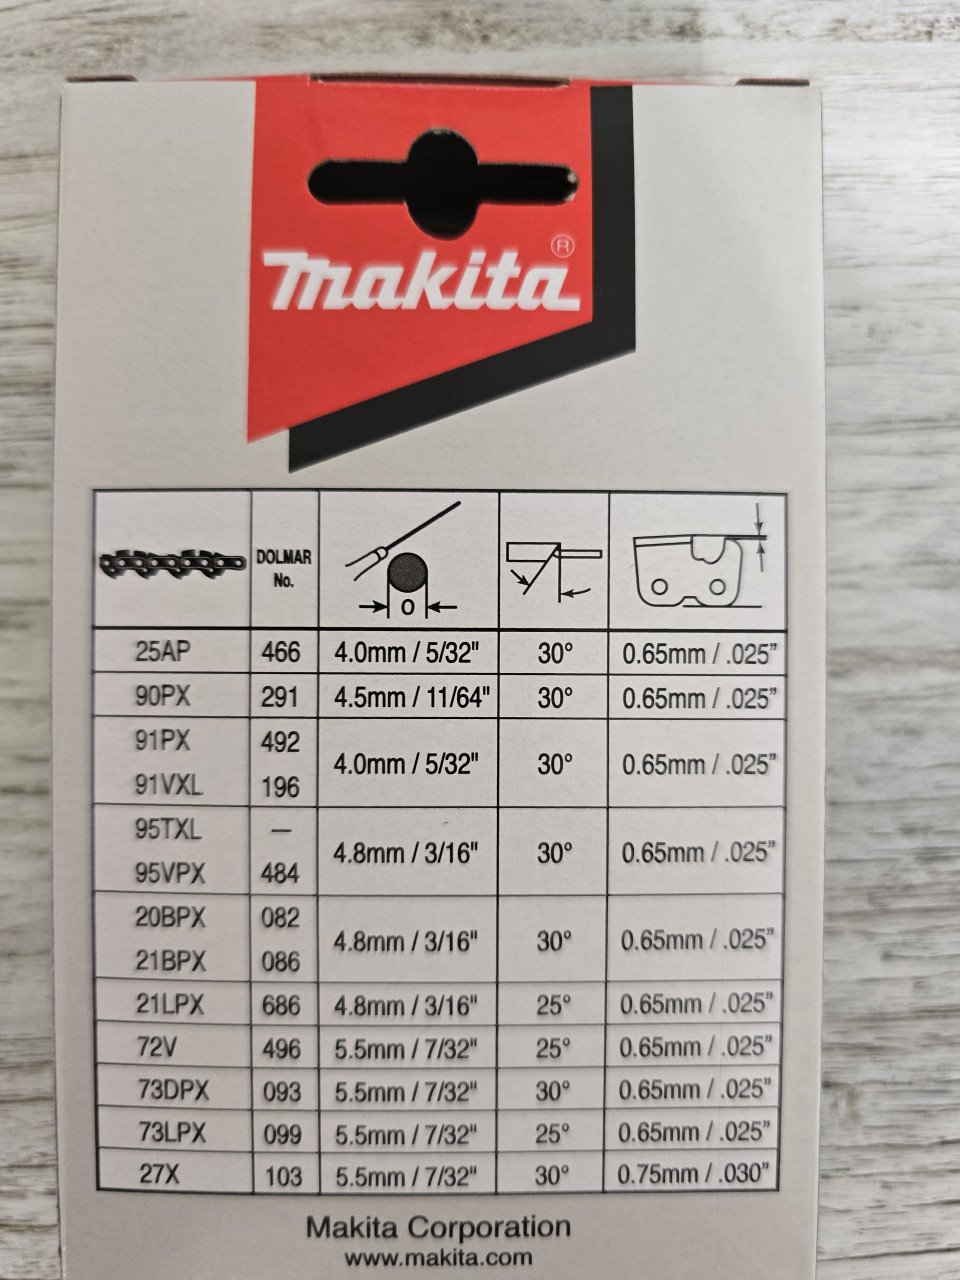 makita®
DOLMAR
No.
O
25AP 466 4.0mm / 5/32" 30° 0.65mm / .025”
90PX 291 4.5mm / 11/64" 30° 0.65mm / .025”
91PX 492
4.0mm / 5/32" 30° 0.65mm / .025”
91VXL 196
95TXL —
4.8mm / 3/16" 30° 0.65mm / .025”
95VPX 484
20BPX 082
4.8mm / 3/16" 30° 0.65mm / .025”
21BPX 086
21LPX 686 4.8mm / 3/16" 25° 0.65mm / .025”
72V 496 5.5mm / 7/32" 25° 0.65mm / .025”
73DPX 093 5.5mm / 7/32" 30° 0.65mm / .025”
73LPX 099 5.5mm / 7/32" 25° 0.65mm / .025”
27X 103 5.5mm / 7/32" 30° 0.75mm / .030”
Makita Corporation
www.makita.com